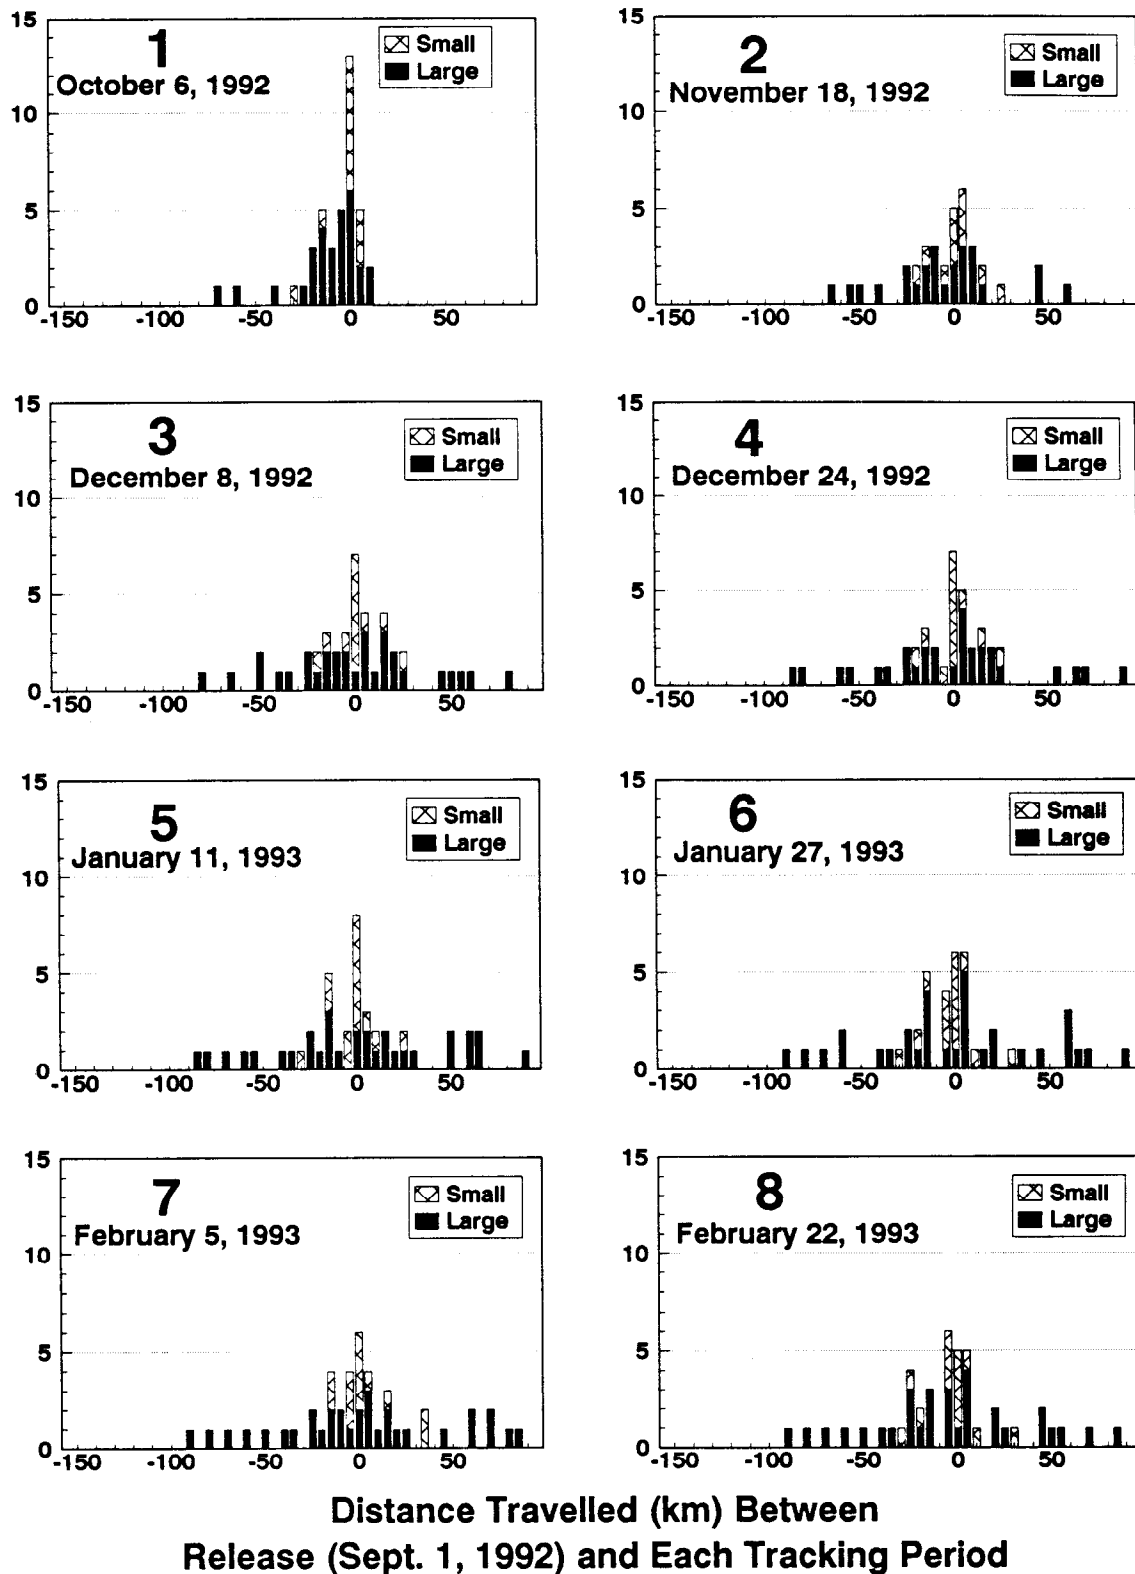 15
10
5
0
1
October 6, 1992
Small
Large
-150 -100 -50 0 50
15
10
5
0
2
November 18, 1992
Small
Large
-150 -100 -50 0 50
15
10
5
0
3
December 8, 1992
Small
Large
-150 -100 -50 0 50
15
10
5
0
4
December 24, 1992
Small
Large
-150 -100 -50 0 50
15
10
5
0
5
January 11, 1993
Small
Large
-150 -100 -50 0 50
15
10
5
0
6
January 27, 1993
Small
Large
-150 -100 -50 0 50
15
10
5
0
7
February 5, 1993
Small
Large
-150 -100 -50 0 50
15
10
5
0
8
February 22, 1993
Small
Large
-150 -100 -50 0 50
Distance Travelled (km) Between
Release (Sept. 1, 1992) and Each Tracking Period